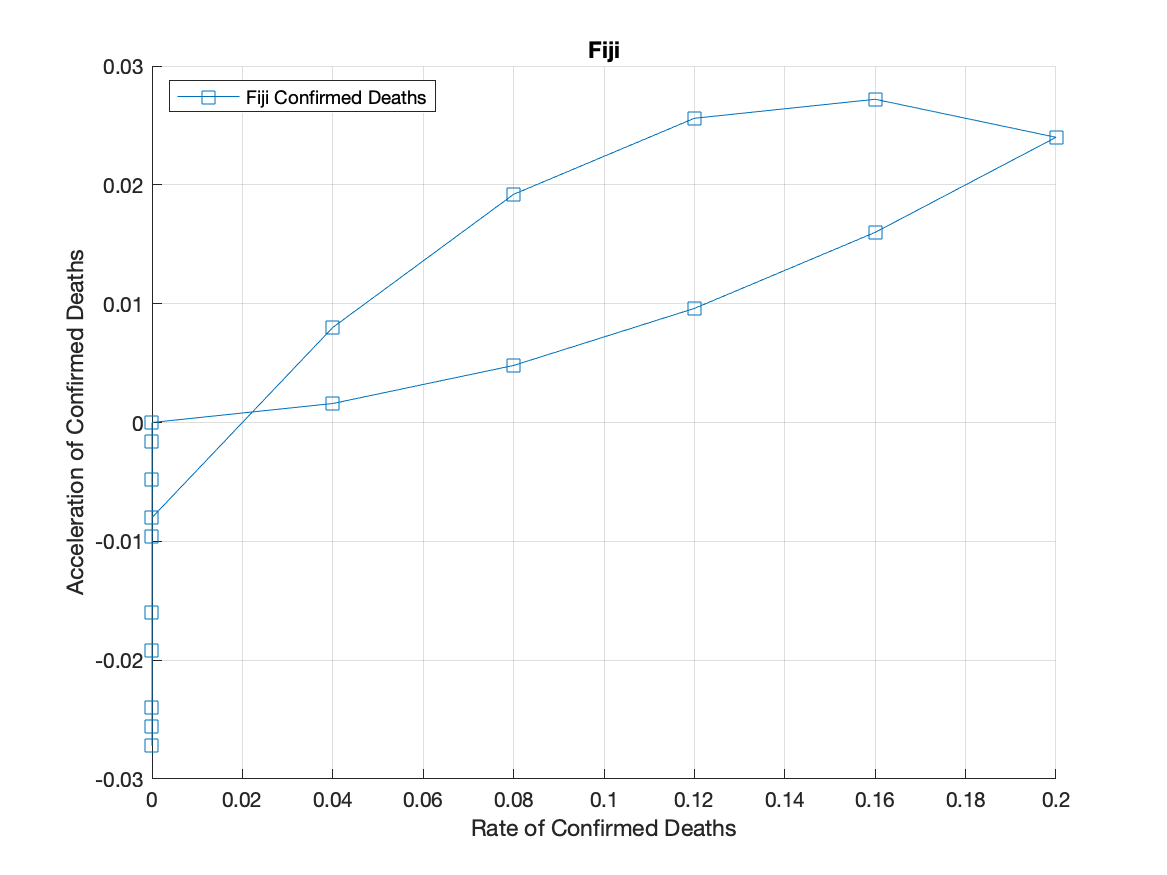 Fiji
Fiji Confirmed Deaths
Acceleration of Confirmed Deaths
0.03
0.02
0.01
0
-0.01
-0.02
-0.03
0 0.02 0.04 0.06 0.08 0.1 0.12 0.14 0.16 0.18 0.2
Rate of Confirmed Deaths